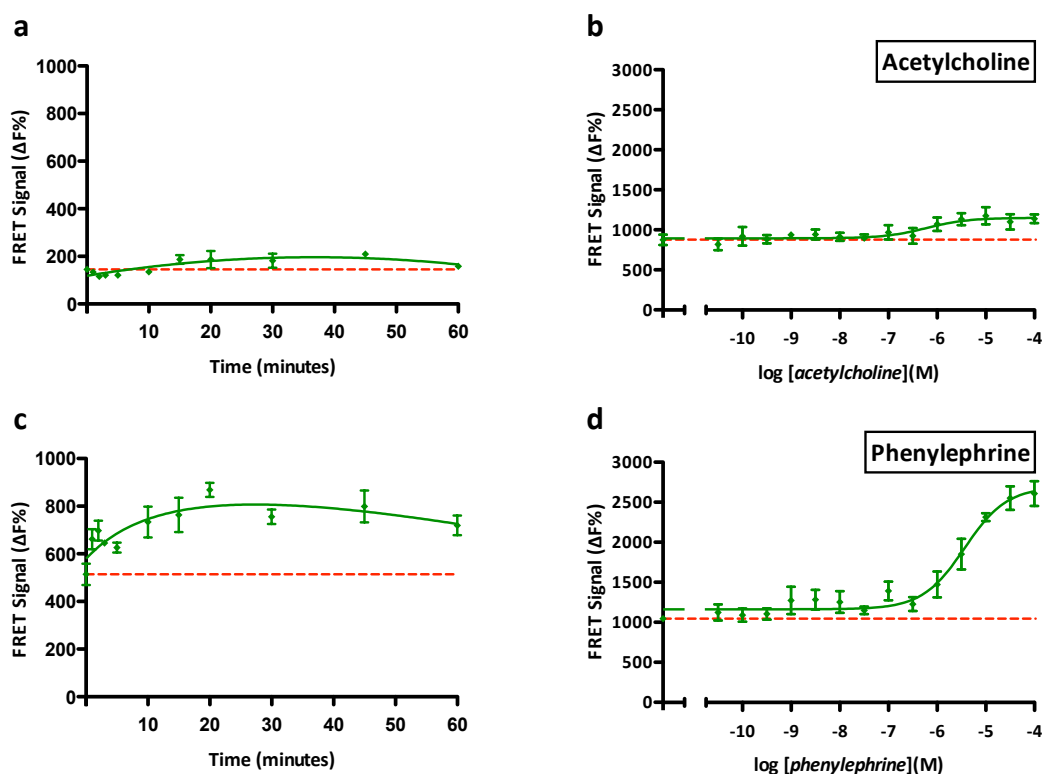 a
FRET Signal (ΔF%)
1000
800
600
400
200
0
10 20 30 40 50 60
Time (minutes)
b
Acetylcholine
FRET Signal (ΔF%)
3000
2500
2000
1500
1000
500
0
-10 -9 -8 -7 -6 -5 -4
log [acetylcholine](M)
c
FRET Signal (ΔF%)
1000
800
600
400
200
0
10 20 30 40 50 60
Time (minutes)
d
Phenylephrine
FRET Signal (ΔF%)
3000
2500
2000
1500
1000
500
0
-10 -9 -8 -7 -6 -5 -4
log [phenylephrine](M)